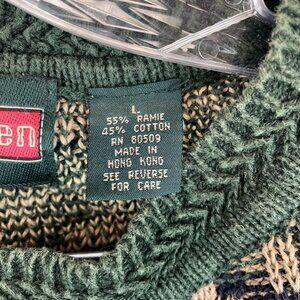 en
L
55% RAMIE
45% COTTON
RN 80509
MADE IN
HONG KONG
SEE REVERSE
FOR CARE